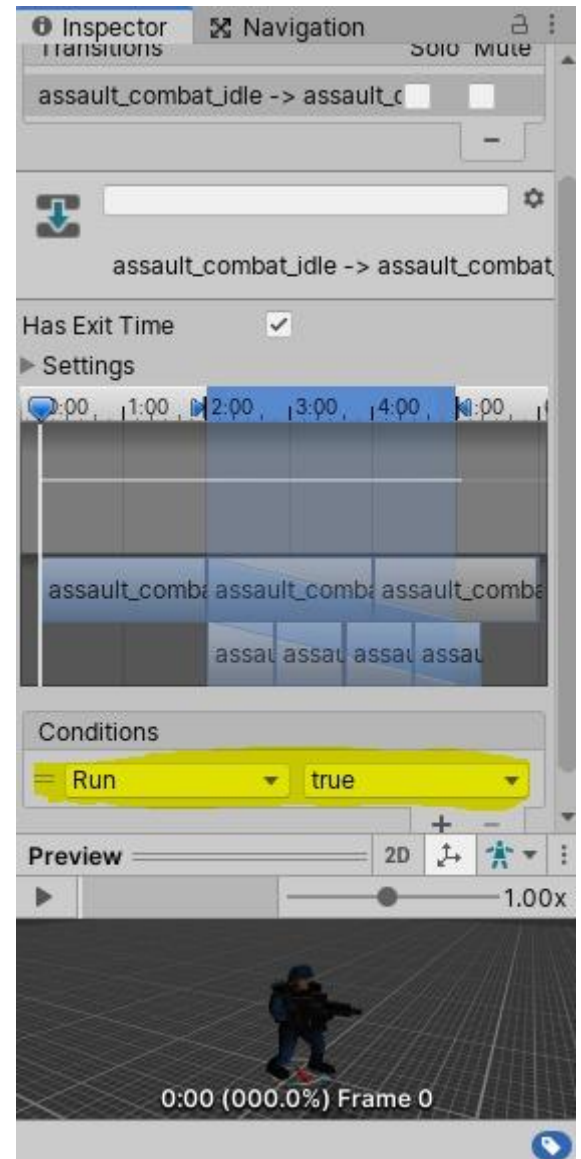 Inspector Navigation
Transitions Solo Mute
assault_combat_idle -> assault_c
assault_combat_idle -> assault_combat_
Has Exit Time
Settings
0:00 1:00 2:00 3:00 4:00 :00
assault_comba assault_comba assault_comba
assau assau assau assau
Conditions
= Run true
+ −
Preview 2D
1.00x
0:00 (000.0%) Frame 0